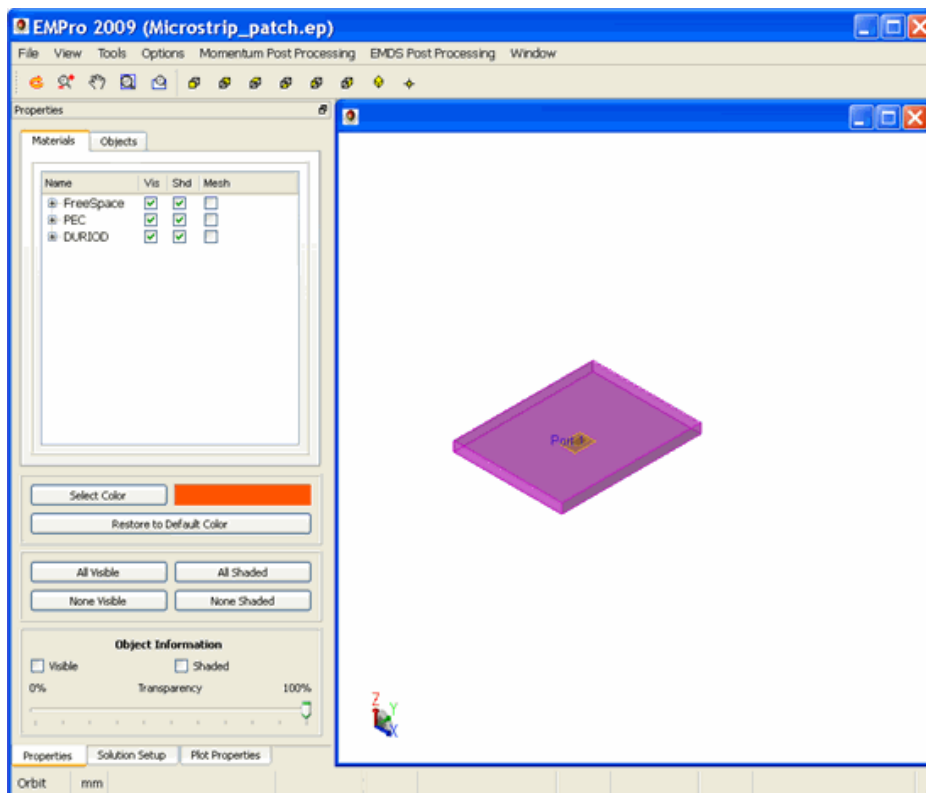 EMPro 2009 (Microstrip_patch.ep)
File View Tools Options Momentum Post Processing EMDS Post Processing Window
Properties
Materials Objects
Name Vis Shd Mesh
FreeSpace
PEC
DURIOD
Select Color
Restore to Default Color
All Visible All Shaded
None Visible None Shaded
Object Information
Visible Shaded
0% Transparency 100%
Properties Solution Setup Plot Properties
Orbit mm
Z
Y
X